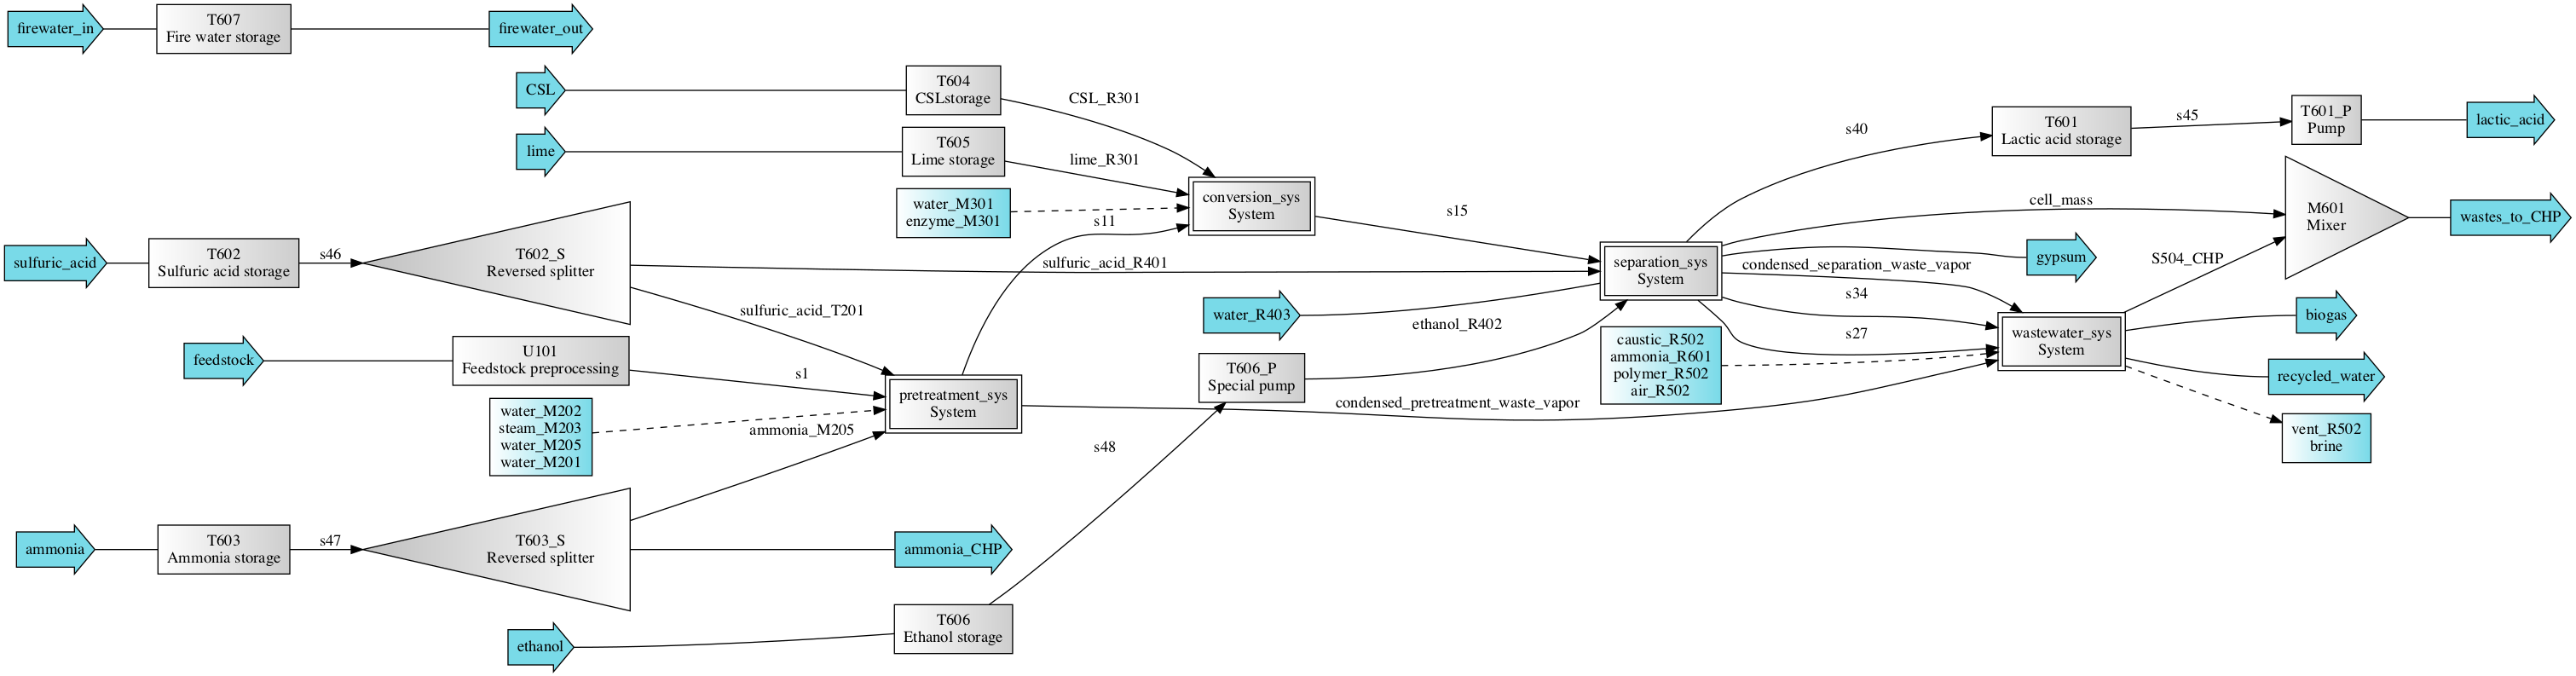 firewater_in
T607
Fire water storage
firewater_out
CSL
T604
CSLstorage
CSL_R301
lime
T605
Lime storage
lime_R301
water_M301
enzyme_M301
conversion_sys
System
s11
s15
sulfuric_acid
T602
Sulfuric acid storage
s46
T602_S
Reversed splitter
sulfuric_acid_R401
sulfuric_acid_T201
feedstock
U101
Feedstock preprocessing
s1
water_M202
steam_M203
water_M205
water_M201
pretreatment_sys
System
ammonia_M205
ammonia
T603
Ammonia storage
s47
T603_S
Reversed splitter
ammonia_CHP
ethanol
T606
Ethanol storage
s48
T606_P
Special pump
ethanol_R402
water_R403
condensed_pretreatment_waste_vapor
separation_sys
System
s40
T601
Lactic acid storage
s45
T601_P
Pump
lactic_acid
cell_mass
gypsum
condensed_separation_waste_vapor
s34
s27
caustic_R502
ammonia_R601
polymer_R502
air_R502
wastewater_sys
System
S504_CHP
M601
Mixer
wastes_to_CHP
biogas
recycled_water
vent_R502
brine